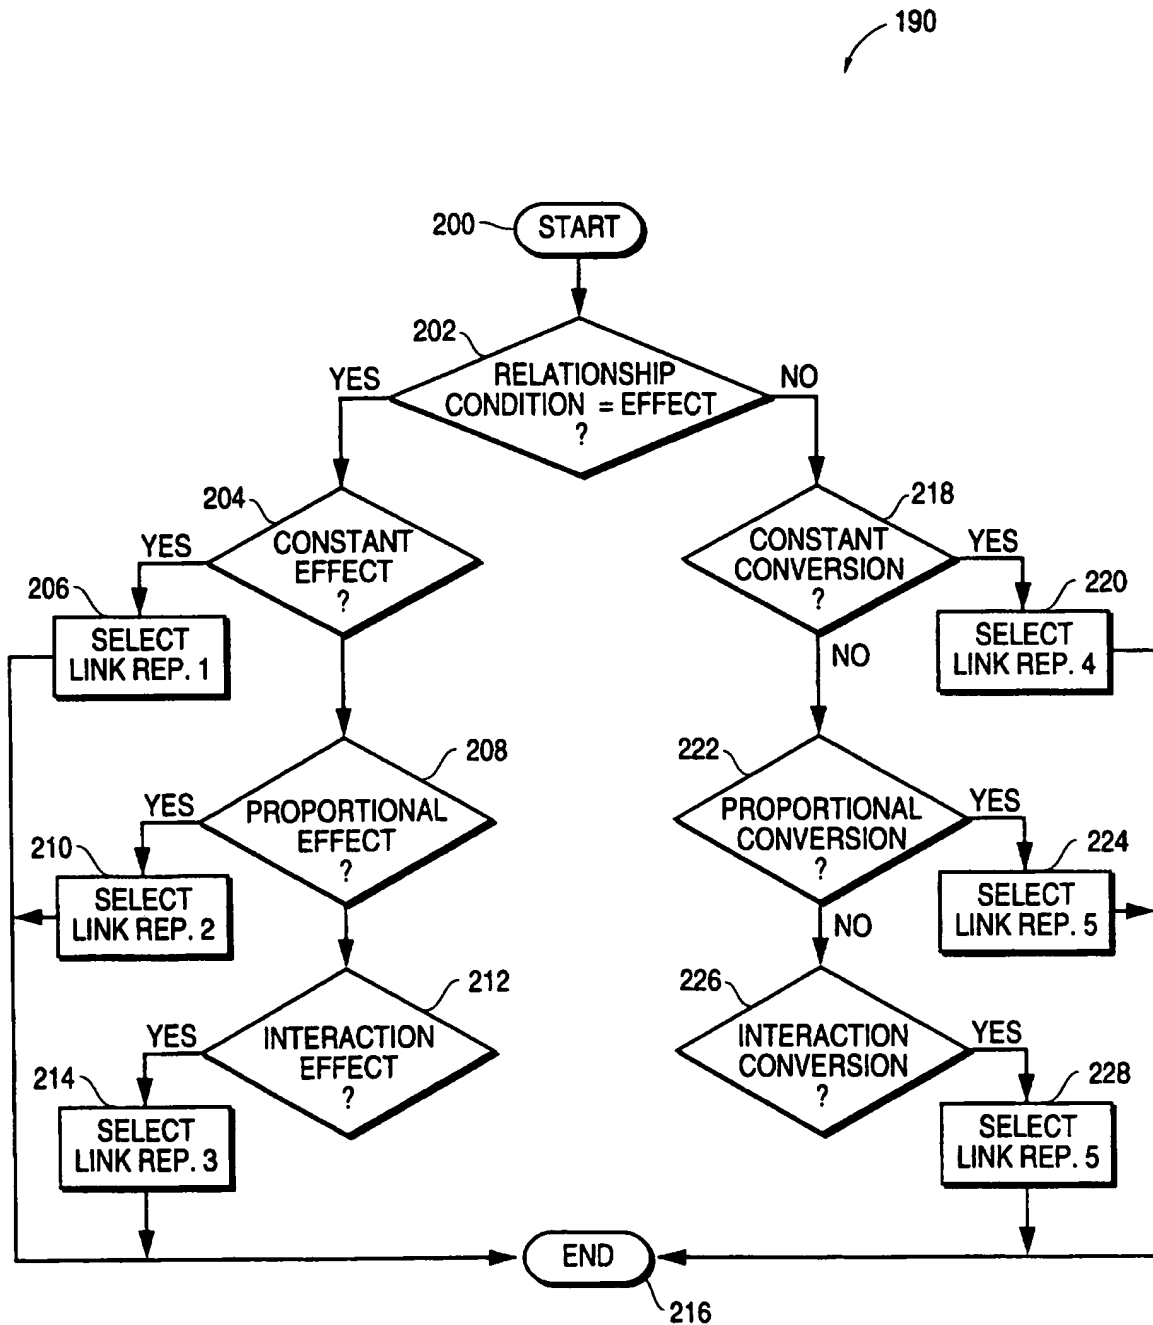 190
200
START
202
RELATIONSHIP
CONDITION = EFFECT
?
YES
NO
204
CONSTANT
EFFECT
?
YES
218
CONSTANT
CONVERSION
?
YES
NO
206
SELECT
LINK REP. 1
220
SELECT
LINK REP. 4
208
PROPORTIONAL
EFFECT
?
YES
222
PROPORTIONAL
CONVERSION
?
YES
NO
210
SELECT
LINK REP. 2
224
SELECT
LINK REP. 5
212
INTERACTION
EFFECT
?
YES
226
INTERACTION
CONVERSION
?
YES
214
SELECT
LINK REP. 3
228
SELECT
LINK REP. 5
END
216